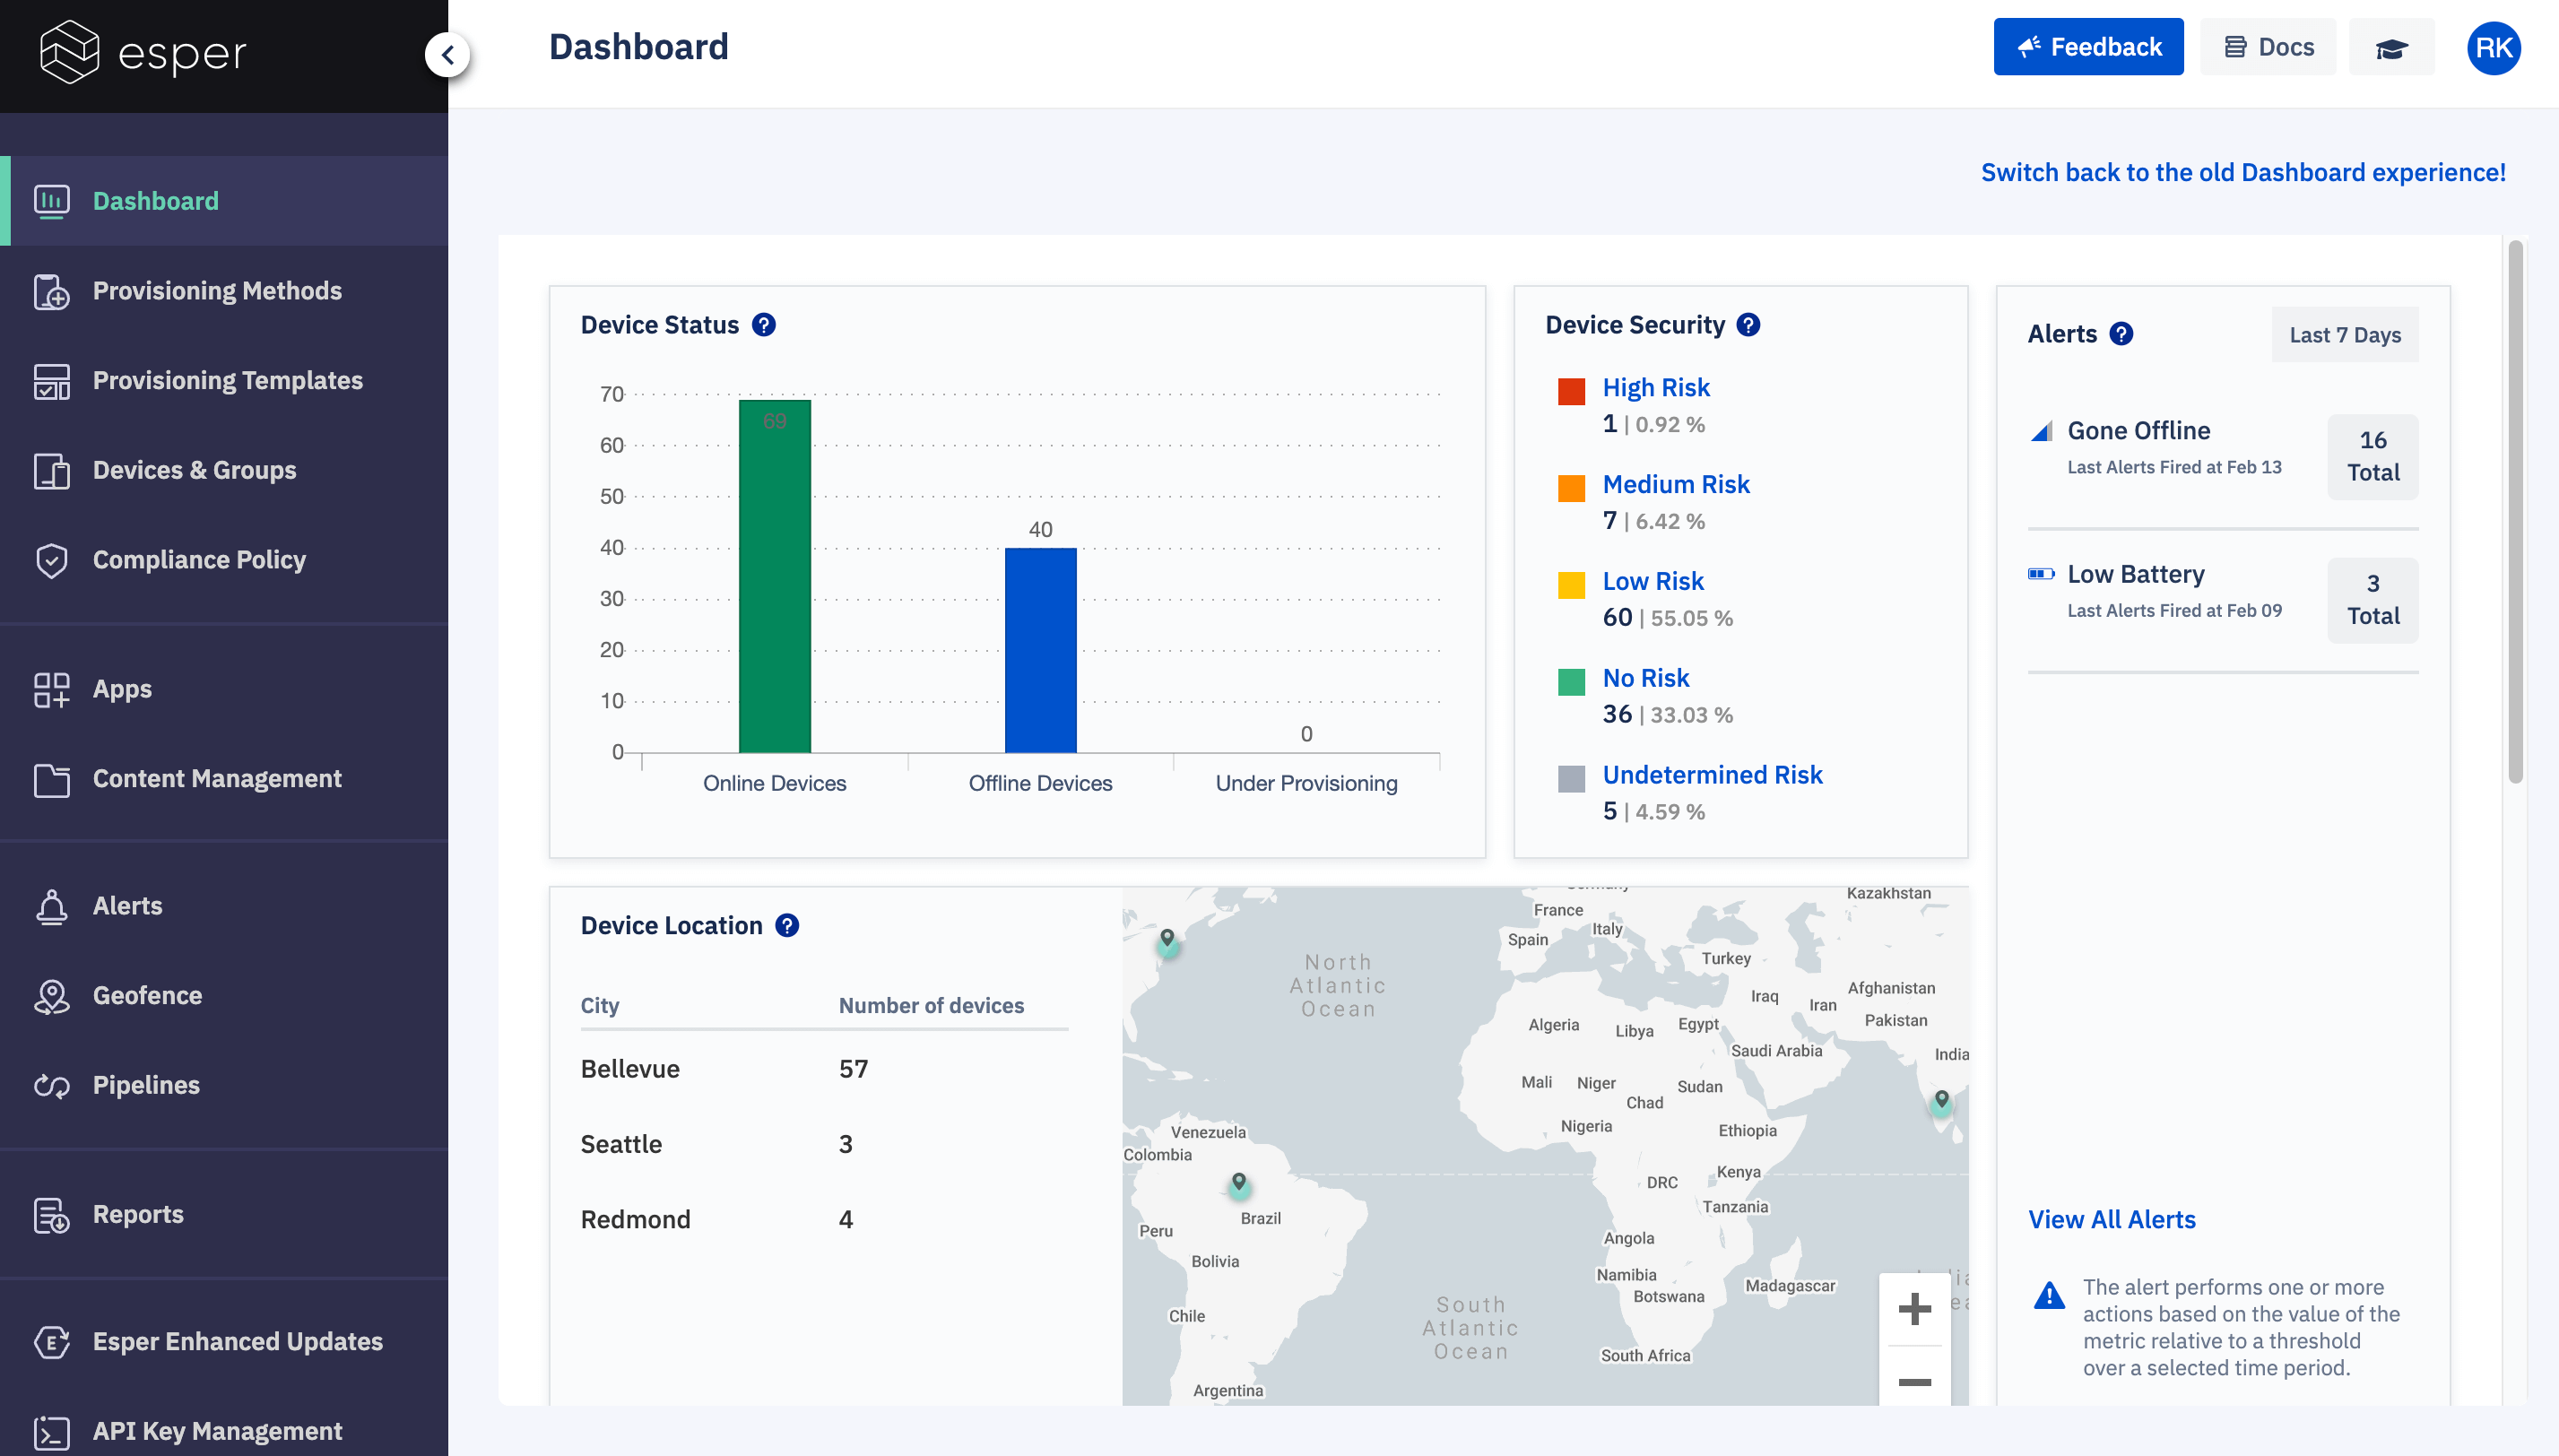 esper
Dashboard
Feedback
Docs
RK
Dashboard
Provisioning Methods
Provisioning Templates
Devices & Groups
Compliance Policy
Apps
Content Management
Alerts
Geofence
Pipelines
Reports
Esper Enhanced Updates
API Key Management
Switch back to the old Dashboard experience!
Device Status ?
70
60
50
40
30
20
10
0
69
40
0
Online Devices
Offline Devices
Under Provisioning
Device Security ?
High Risk
1 | 0.92 %
Medium Risk
7 | 6.42 %
Low Risk
60 | 55.05 %
No Risk
36 | 33.03 %
Undetermined Risk
5 | 4.59 %
Alerts ?
Last 7 Days
Gone Offline
Last Alerts Fired at Feb 13
16
Total
Low Battery
Last Alerts Fired at Feb 09
3
Total
View All Alerts
The alert performs one or more
actions based on the value of the
metric relative to a threshold
over a selected time period.
Device Location ?
City Number of devices
Bellevue 57
Seattle 3
Redmond 4
Kazakhstan
France
Italy
Spain
Turkey
North
Atlantic
Ocean
Afghanistan
Iraq
Iran
Pakistan
Algeria
Libya
Egypt
Saudi Arabia
India
Mali
Niger
Sudan
Chad
Nigeria
Ethiopia
Venezuela
Colombia
Kenya
DRC
Tanzania
Brazil
Peru
Angola
Bolivia
Namibia
Botswana
Madagascar
South
Atlantic
Ocean
Chile
South Africa
Argentina
+
−